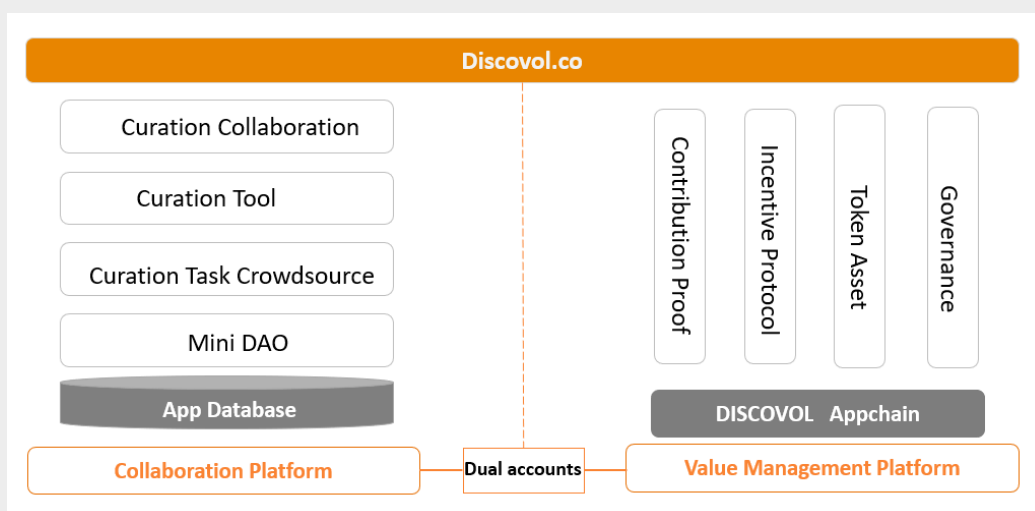 Discovol.co
Curation Collaboration
Curation Tool
Curation Task Crowdsource
Mini DAO
App Database
Collaboration Platform
Dual accounts
Contribution Proof
Incentive Protocol
Token Asset
Governance
DISCOVOL Appchain
Value Management Platform